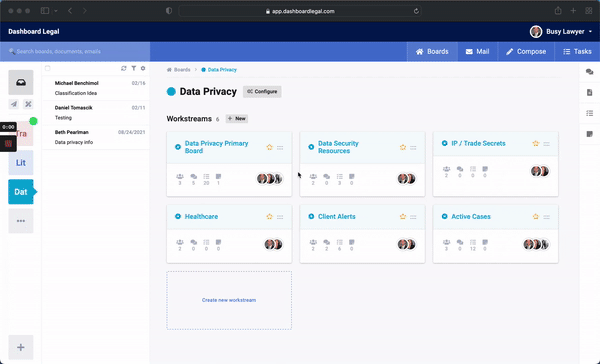 app.dashboardlegal.com
Dashboard Legal
Busy Lawyer
Search boards, documents, emails
Boards
Mail
Compose
Tasks
Michael Benchimol 02/16
Classification Idea
Daniel Tomascik 02/11
Testing
Beth Pearlman 09/24/2021
Data privacy info
0:00
Tra
Lit
Dat
Boards > Data Privacy
Data Privacy
Configure
Workstreams 6 + New
Data Privacy Primary Board
3 5 20 1
Data Security Resources
2 0 3 0
IP / Trade Secrets
2 0 0 0
Healthcare
2 0 0 0
Client Alerts
2 2 6 0
Active Cases
3 0 12 0
Create new workstream